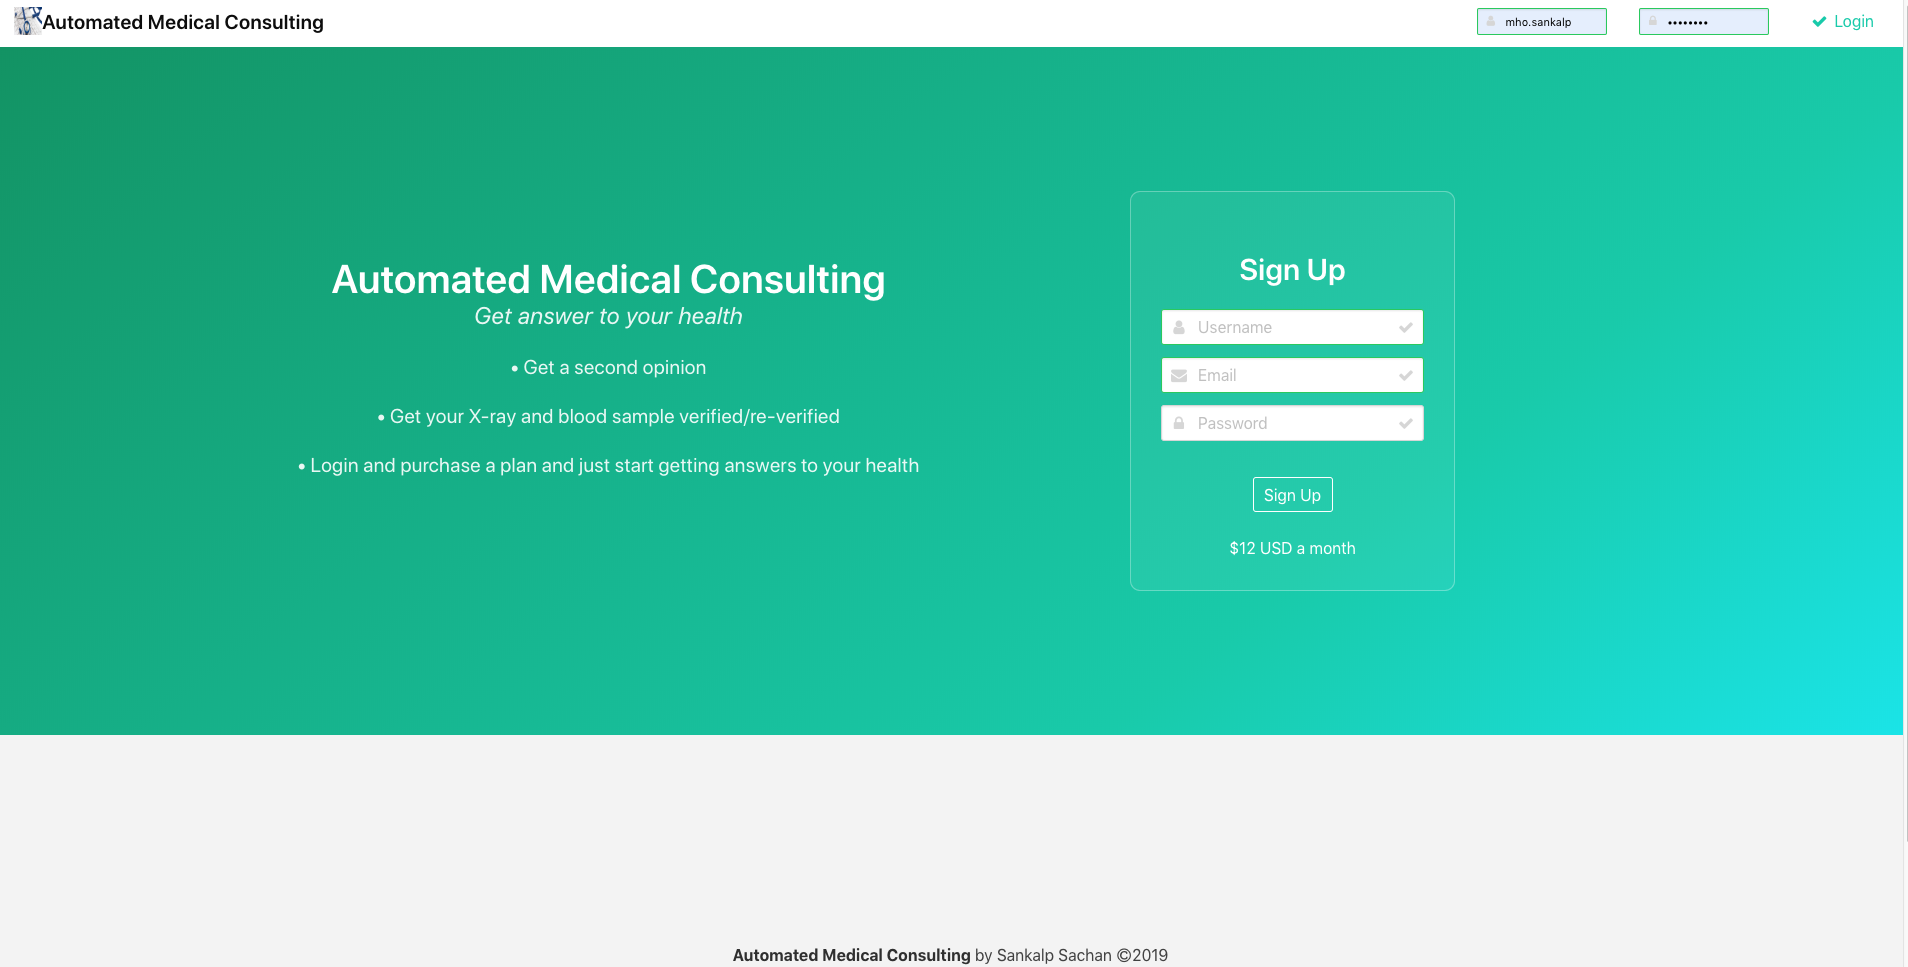 Automated Medical Consulting
mho.sankalp
••••••••
Login
Automated Medical Consulting
Get answer to your health
• Get a second opinion
• Get your X-ray and blood sample verified/re-verified
• Login and purchase a plan and just start getting answers to your health
Sign Up
Username
Email
Password
Sign Up
$12 USD a month
Automated Medical Consulting by Sankalp Sachan ©2019